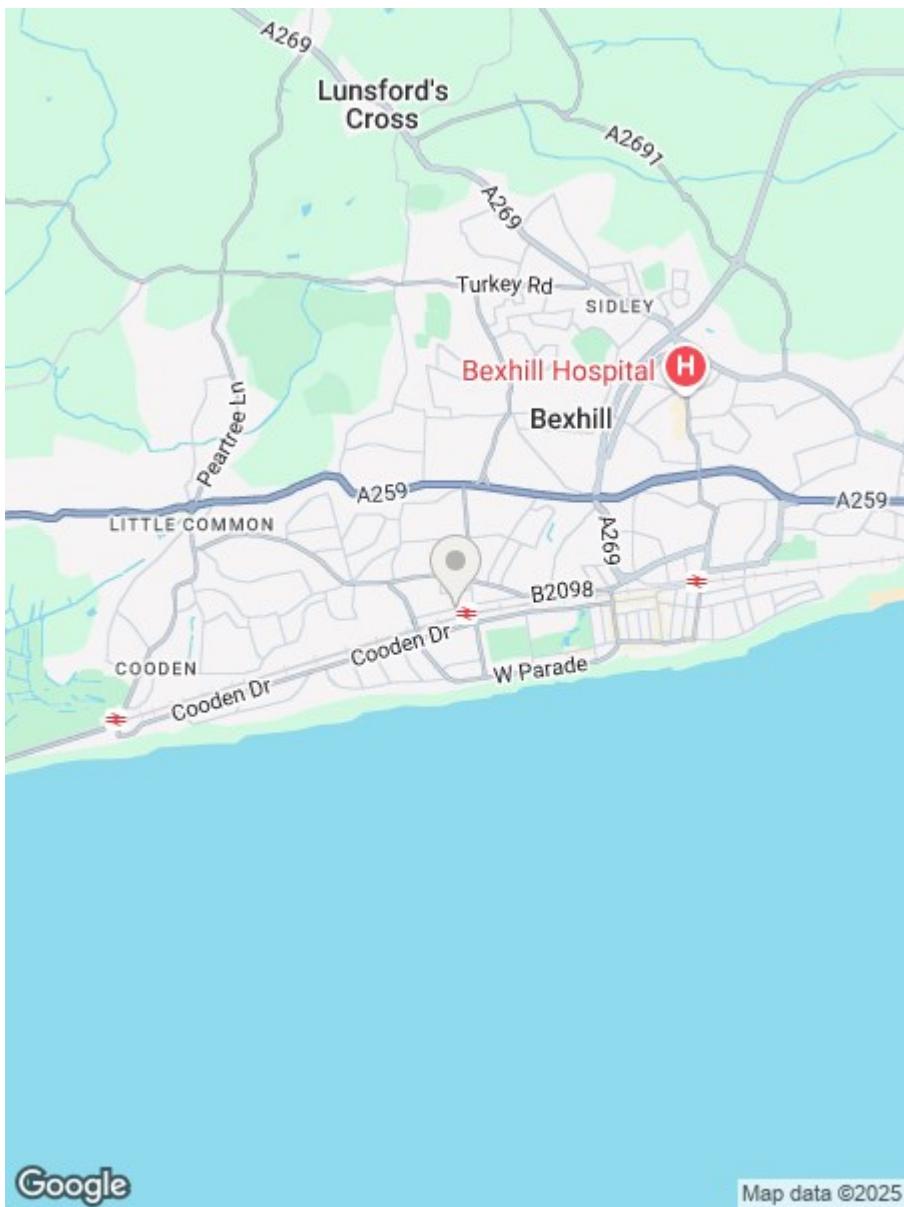 A269
Lunsford's
Cross
A2691
A269
Turkey Rd
SIDLEY
Bexhill Hospital
H
Bexhill
Peartree Ln
A259
A259
LITTLE COMMON
A269
B2098
Cooden Dr
W Parade
COODEN
Cooden Dr
Google
Map data ©2025